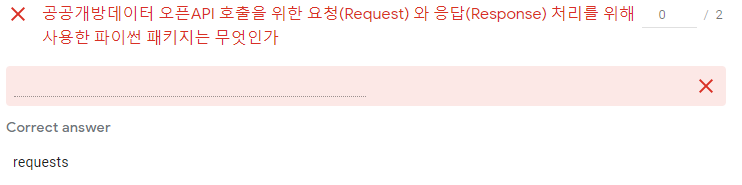 공공개방데이터 오픈API 호출을 위한 요청(Request) 와 응답(Response) 처리를 위해 0 / 2
사용한 파이썬 패키지는 무엇인가
Correct answer
requests